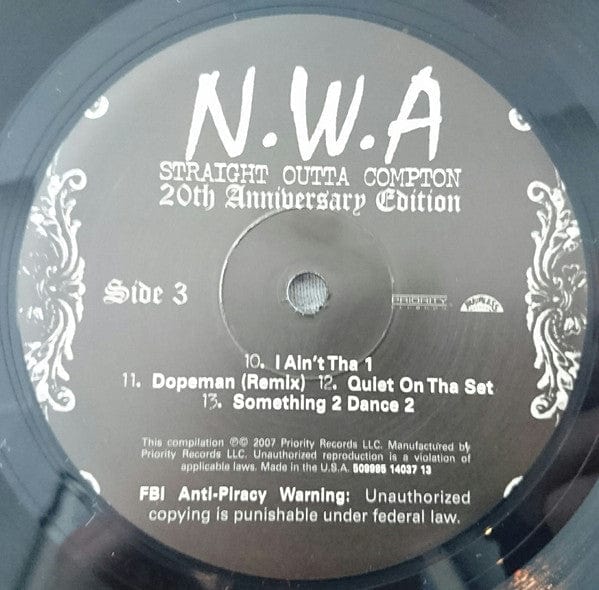 N.W.A
STRAIGHT OUTTA COMPTON
20th Anniversary Edition
Side 3
PRIORITY
RECORDS
RUTHLESS
10. I Ain't Tha 1
11. Dopeman (Remix) 12. Quiet On Tha Set
13. Something 2 Dance 2
This compilation ℗© 2007 Priority Records LLC. Manufactured by
Priority Records LLC. Unauthorized reproduction is a violation of
applicable laws. Made in the U.S.A. 509995 14037 13
FBI Anti-Piracy Warning: Unauthorized
copying is punishable under federal law.